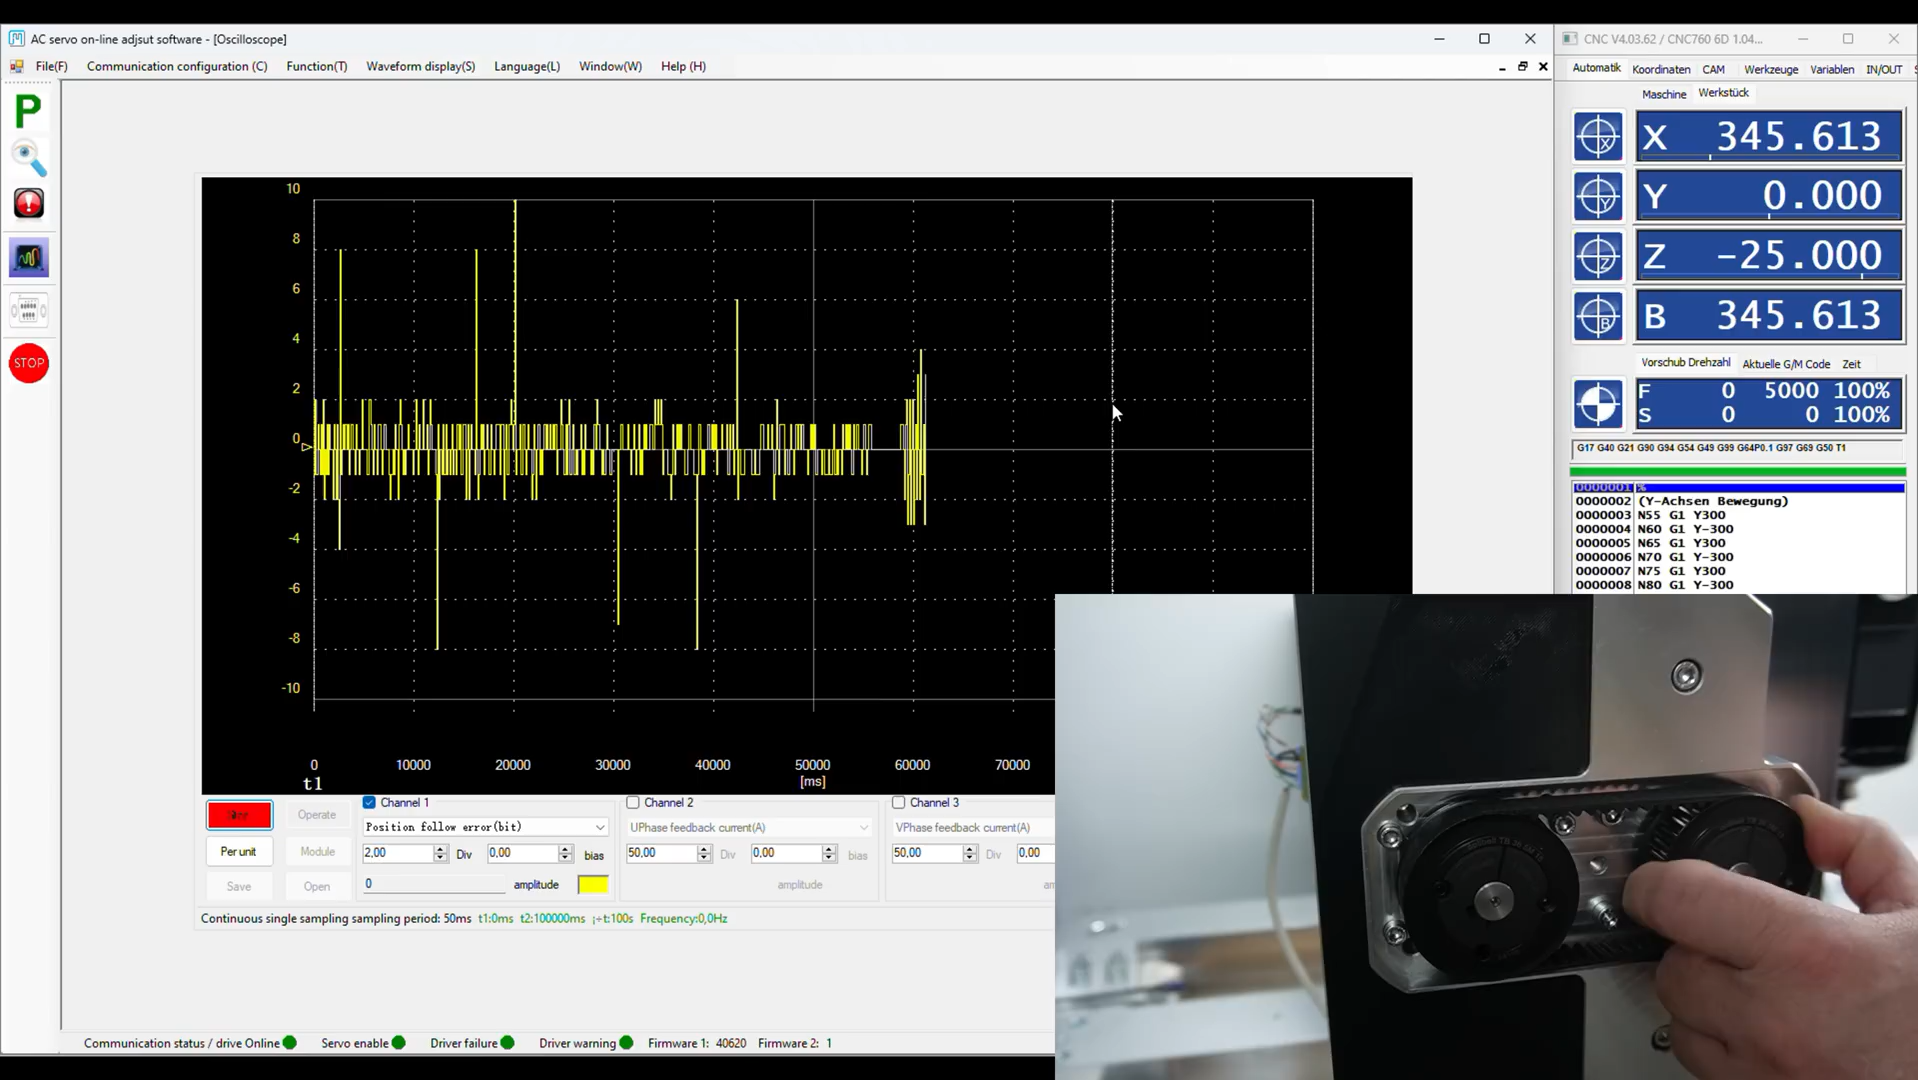 AC servo on-line adjsut software - [Oscilloscope]
File(F) Communication configuration (C) Function(T) Waveform display(S) Language(L) Window(W) Help (H)
P
STOP
10
8
6
4
2
0
-2
-4
-6
-8
-10
0 10000 20000 30000 40000 50000 60000 70000
t1 [ms]
Operate
Per unit Module
Save Open
Channel 1
Position follow error(bit)
2,00 Div 0,00 bias
0 amplitude
Channel 2
UPhase feedback current(A)
50,00 Div 0,00 bias
amplitude
Channel 3
VPhase feedback current(A)
50,00 Div 0,00
Continuous single sampling sampling period: 50ms t1:0ms t2:100000ms ¡÷t:100s Frequency:0,0Hz
Communication status / drive Online Servo enable Driver failure Driver warning Firmware 1: 40620 Firmware 2: 1
CNC V4.03.62 / CNC760 6D 1.04...
Automatik Koordinaten CAM Werkzeuge Variablen IN/OUT
Maschine Werkstück
X 345.613
Y 0.000
Z -25.000
B 345.613
Vorschub Drehzahl Aktuelle G/M Code Zeit
F 0 5000 100%
S 0 0 100%
G17 G40 G21 G90 G94 G54 G49 G99 G64P0.1 G97 G69 G50 T1
0000001 %
0000002 (Y-Achsen Bewegung)
0000003 N55 G1 Y300
0000004 N60 G1 Y-300
0000005 N65 G1 Y300
0000006 N70 G1 Y-300
0000007 N75 G1 Y300
0000008 N80 G1 Y-300